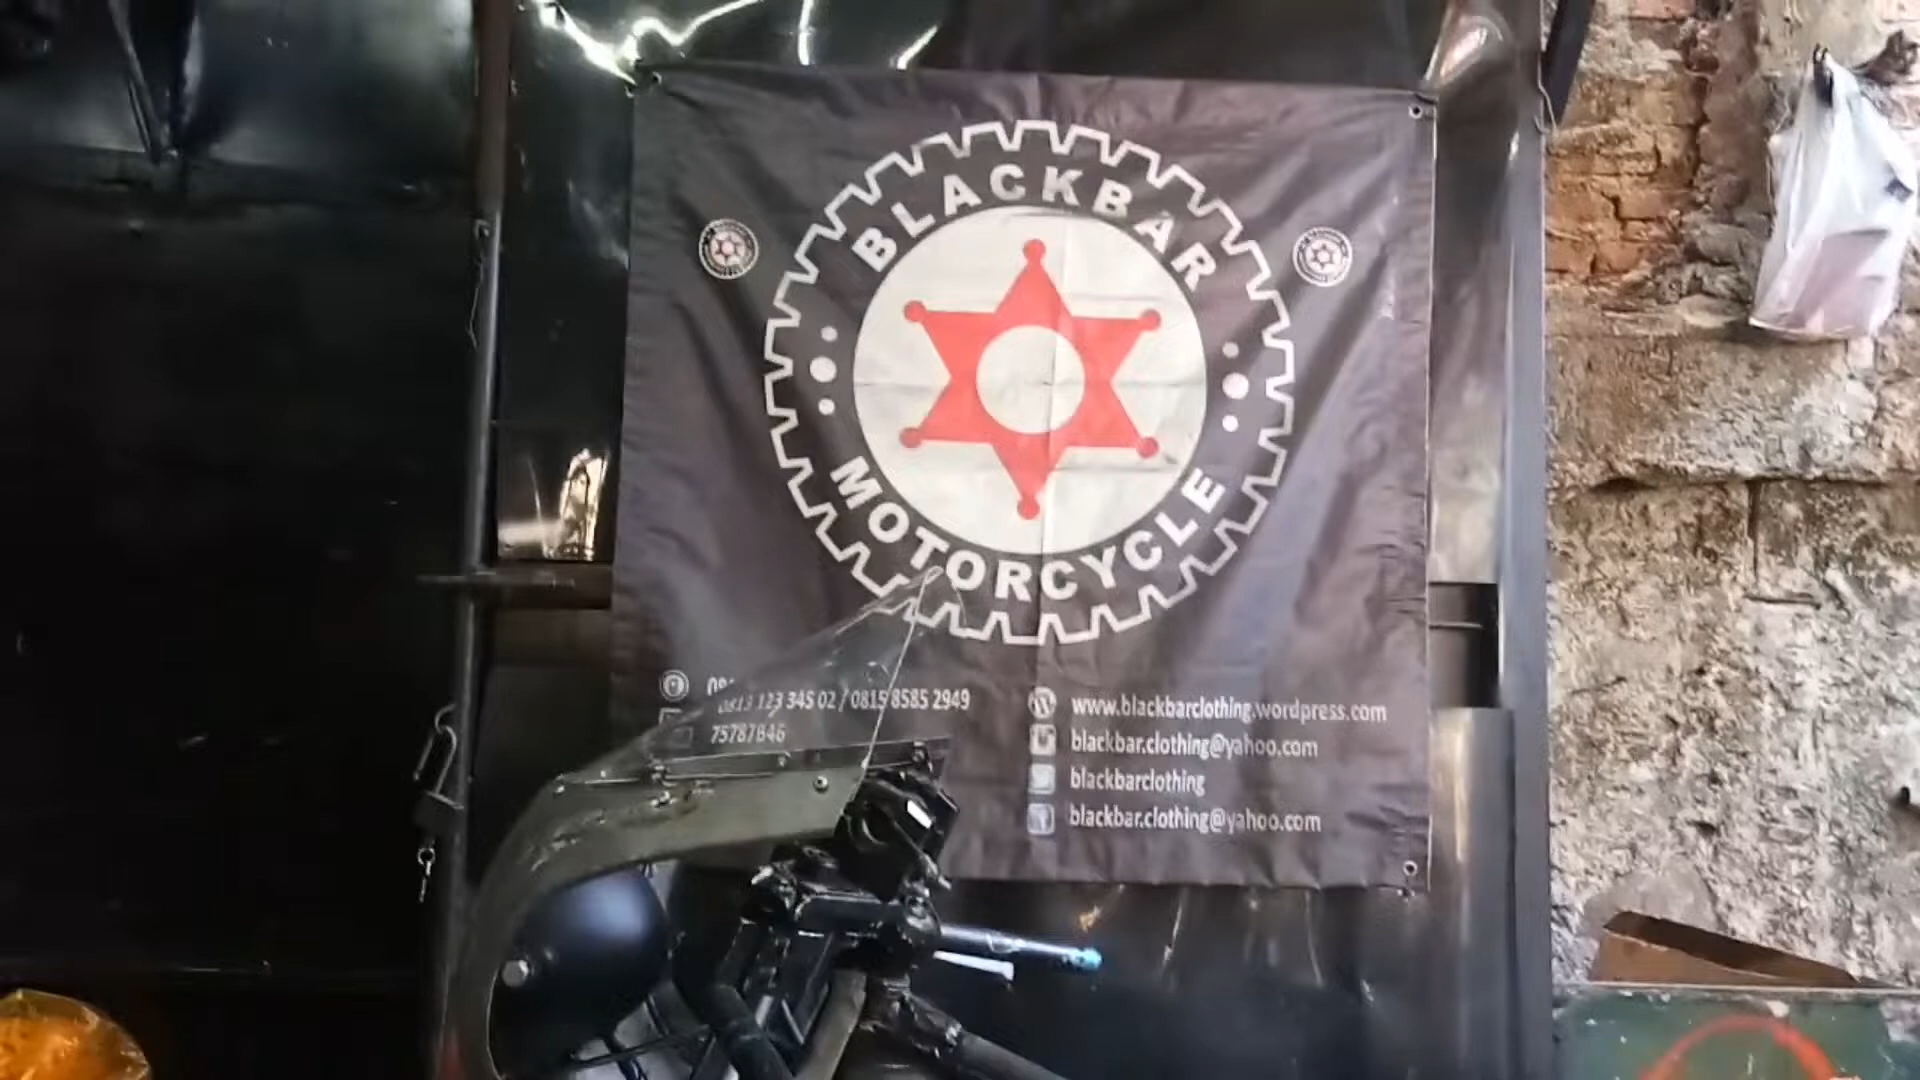 BLACKBAR
MOTORCYCLE
0813 123 345 02 / 0815 8585 2949
75787846
www.blackbarclothing.wordpress.com
blackbar.clothing@yahoo.com
blackbarclothing
blackbar.clothing@yahoo.com